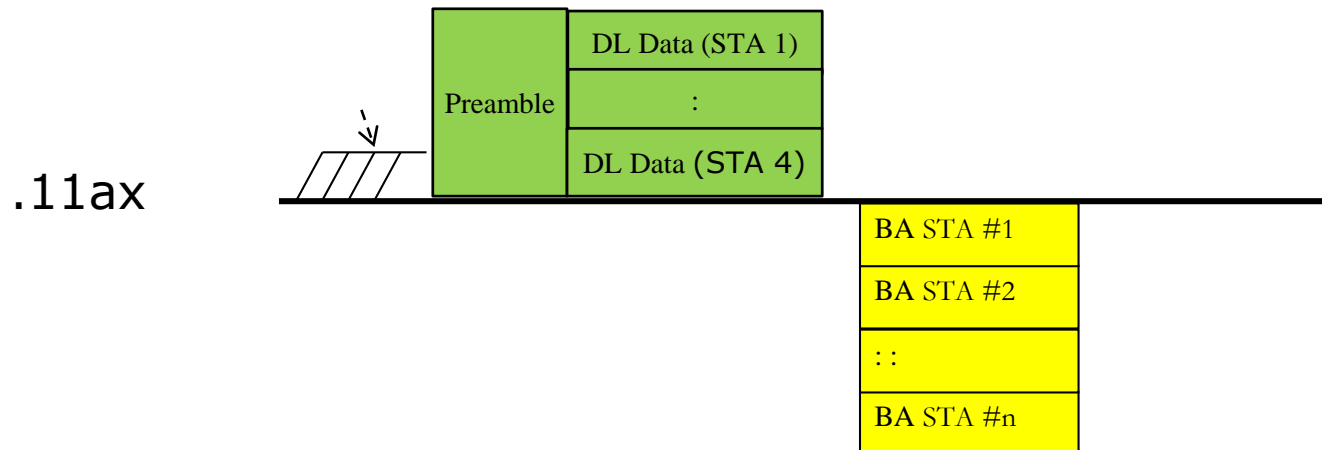 DL Data (STA 1)
Preamble
:
DL Data (STA 4)
.11ax
BA STA #1
BA STA #2
: :
BA STA #n